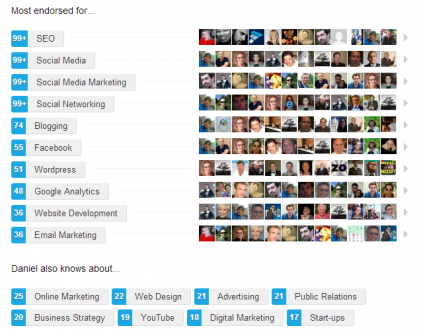 Most endorsed for...
99+ SEO
99+ Social Media
99+ Social Media Marketing
99+ Social Networking
74 Blogging
55 Facebook
51 Wordpress
48 Google Analytics
36 Website Development
36 Email Marketing
Daniel also knows about...
25 Online Marketing 22 Web Design 21 Advertising 21 Public Relations
20 Business Strategy 19 YouTube 18 Digital Marketing 17 Start-ups